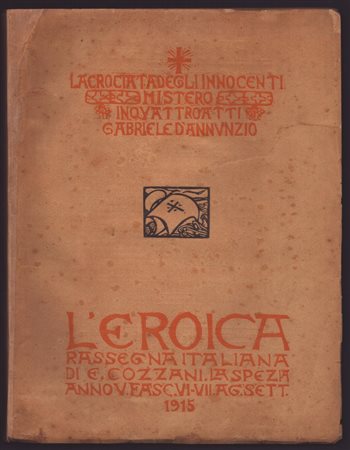 LA CROCIATA DEGLI INNOCENTI
MISTERO
IN QVATTRO ATTI
GABRIELE D'ANNVNZIO
L'EROICA
RASSEGNA ITALIANA
DI E. COZZANI. LA SPEZIA
ANNO V. FASC. VI-VII. AG. SETT.
1915